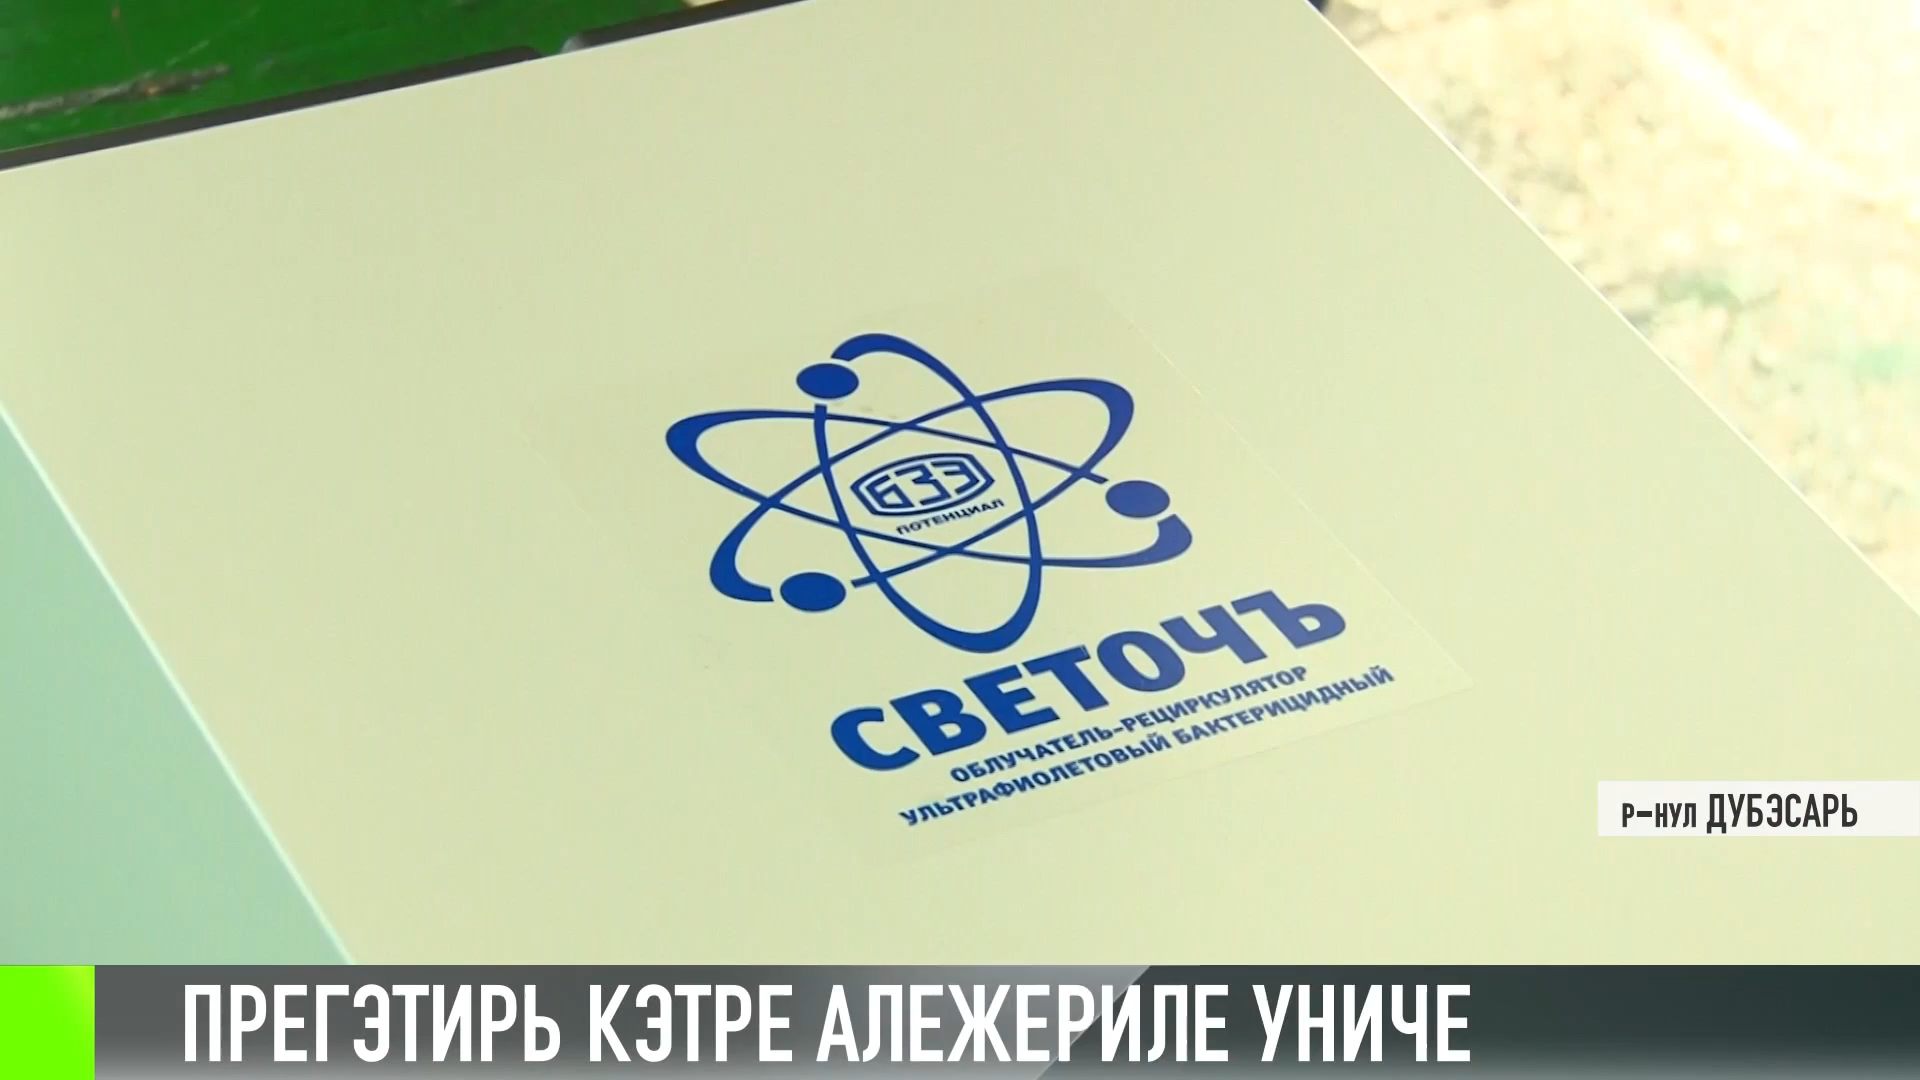 БЗЭ
ПОТЕНЦИАЛ
СВЕТОЧЪ
ОБЛУЧАТЕЛЬ-РЕЦИРКУЛЯТОР
УЛЬТРАФИОЛЕТОВЫЙ БАКТЕРИЦИДНЫЙ
Р-НУЛ ДУБЭСАРЬ
ПРЕГЭТИРЬ КЭТРЕ АЛЕЖЕРИЛЕ УНИЧЕ